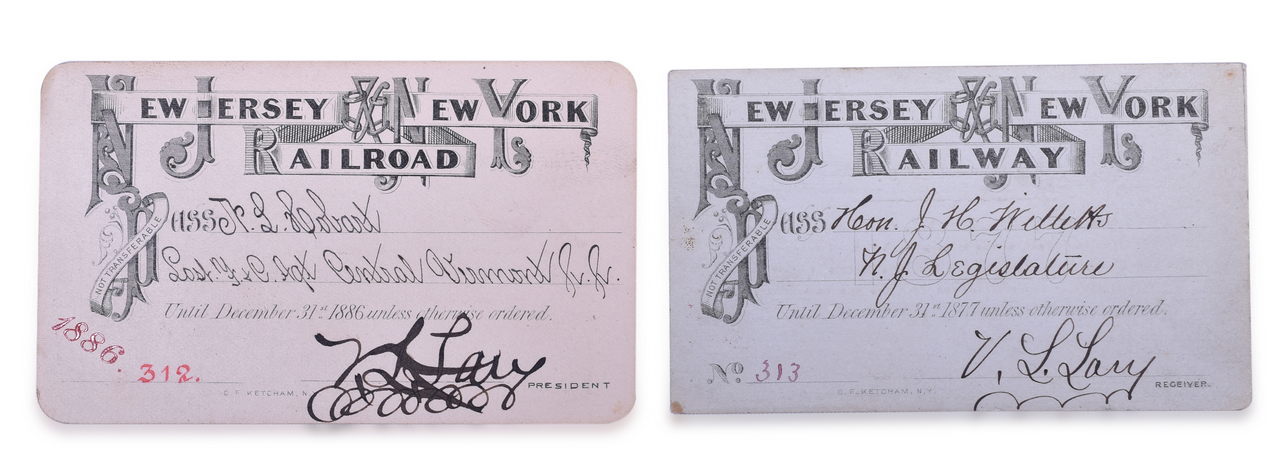 NEW JERSEY & NEW YORK
RAILROAD
PASS
NOT TRANSFERABLE
Until December 31st 1886 unless otherwise ordered.
1886.
312.
V. L. Lary
PRESIDENT
C. F. KETCHAM, N.Y.
NEW JERSEY & NEW YORK
RAILWAY
PASS Hon. J. H. Willetts
N. J. Legislature
NOT TRANSFERABLE
Until December 31st 1877 unless otherwise ordered.
No 313
V. L. Lary
RECEIVER.
C. F. KETCHAM, N.Y.